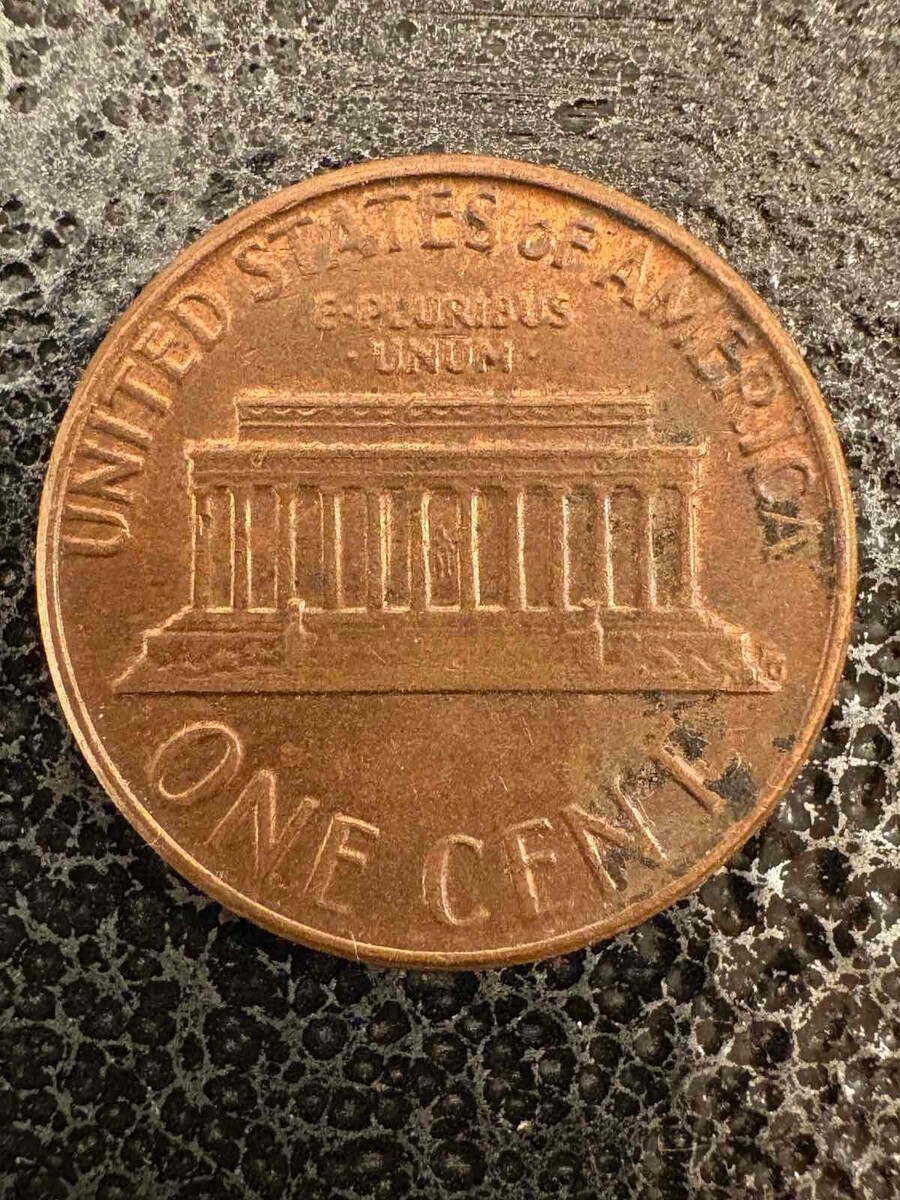 UNITED STATES OF AMERICA
E·PLURIBUS
·UNUM·
ONE CENT